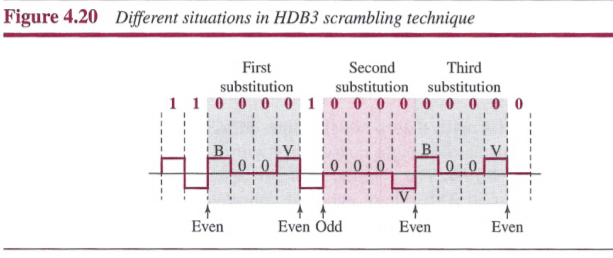 Figure 4.20 Different situations in HDB3 scrambling technique
First Second Third
substitution substitution substitution
1 1 0 0 0 0 1 0 0 0 0 0 0 0 0 0
B V B V
0 0 0 0 0 0 0
V
Even Even Odd Even Even